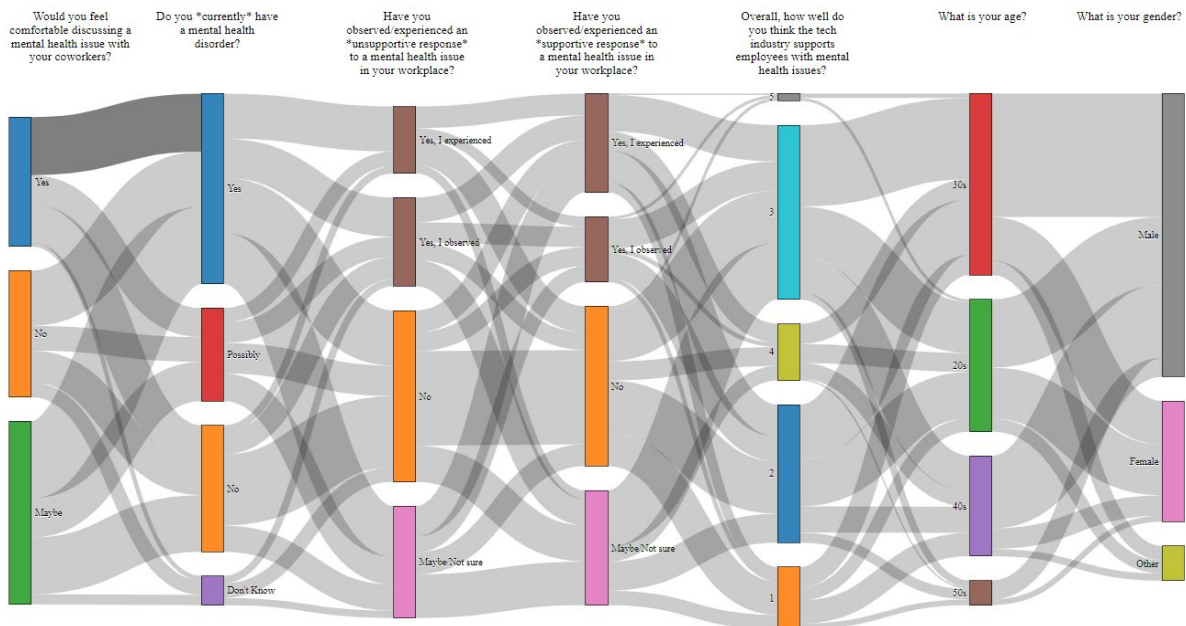 Would you feel
comfortable discussing a
mental health issue with
your coworkers?
Do you *currently* have
a mental health
disorder?
Have you
observed/experienced an
*unsupportive response*
to a mental health issue
in your workplace?
Have you
observed/experienced an
*supportive response* to
a mental health issue in
your workplace?
Overall, how well do
you think the tech
industry supports
employees with mental
health issues?
What is your age?
What is your gender?
Yes
No
Maybe
Yes
Possibly
No
Don't Know
Yes, I experienced
Yes, I observed
No
Maybe/Not sure
Yes, I experienced
Yes, I observed
No
Maybe/Not sure
5
3
4
2
1
30s
20s
40s
50s
Male
Female
Other